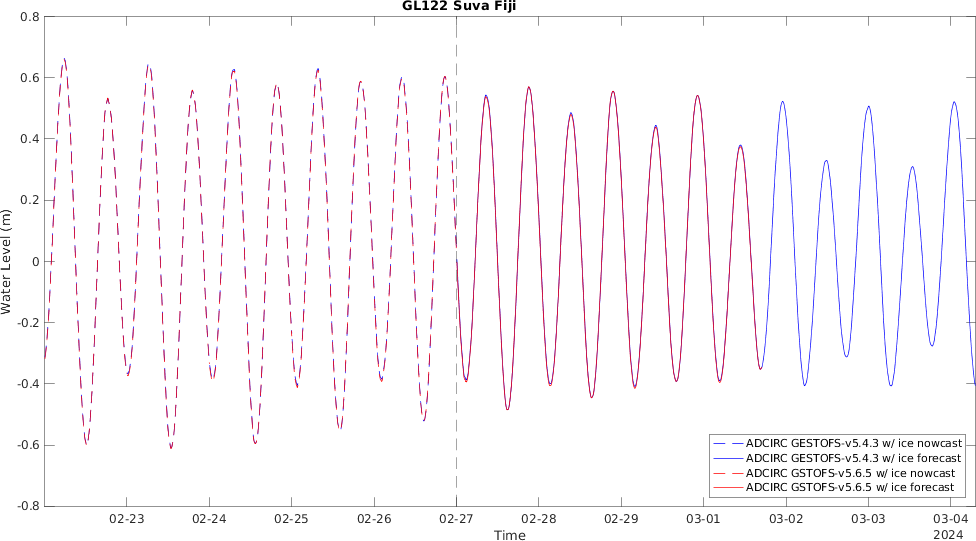 GL122 Suva Fiji
0.8
0.6
0.4
0.2
0
-0.2
-0.4
-0.6
-0.8
Water Level (m)
ADCIRC GESTOFS-v5.4.3 w/ ice nowcast
ADCIRC GESTOFS-v5.4.3 w/ ice forecast
ADCIRC GSTOFS-v5.6.5 w/ ice nowcast
ADCIRC GSTOFS-v5.6.5 w/ ice forecast
02-23 02-24 02-25 02-26 02-27 02-28 02-29 03-01 03-02 03-03 03-04
Time
2024